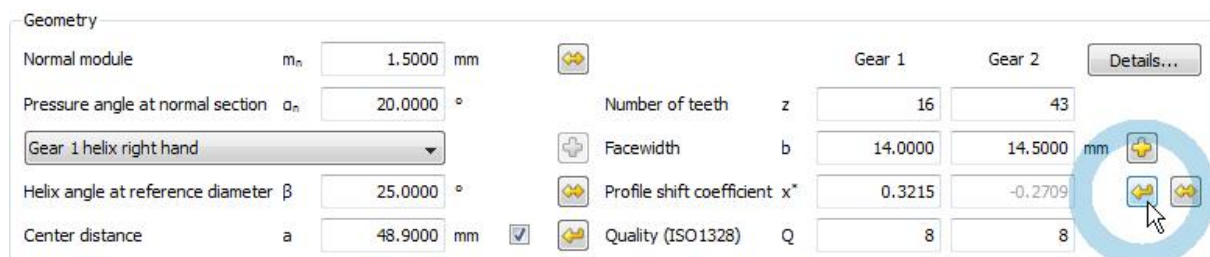 Geometry
Normal module mₙ 1.5000 mm Gear 1 Gear 2 Details...
Pressure angle at normal section αₙ 20.0000 ° Number of teeth z 16 43
Gear 1 helix right hand Facewidth b 14.0000 14.5000 mm
Helix angle at reference diameter β 25.0000 ° Profile shift coefficient x* 0.3215 -0.2709
Center distance a 48.9000 mm Quality (ISO1328) Q 8 8